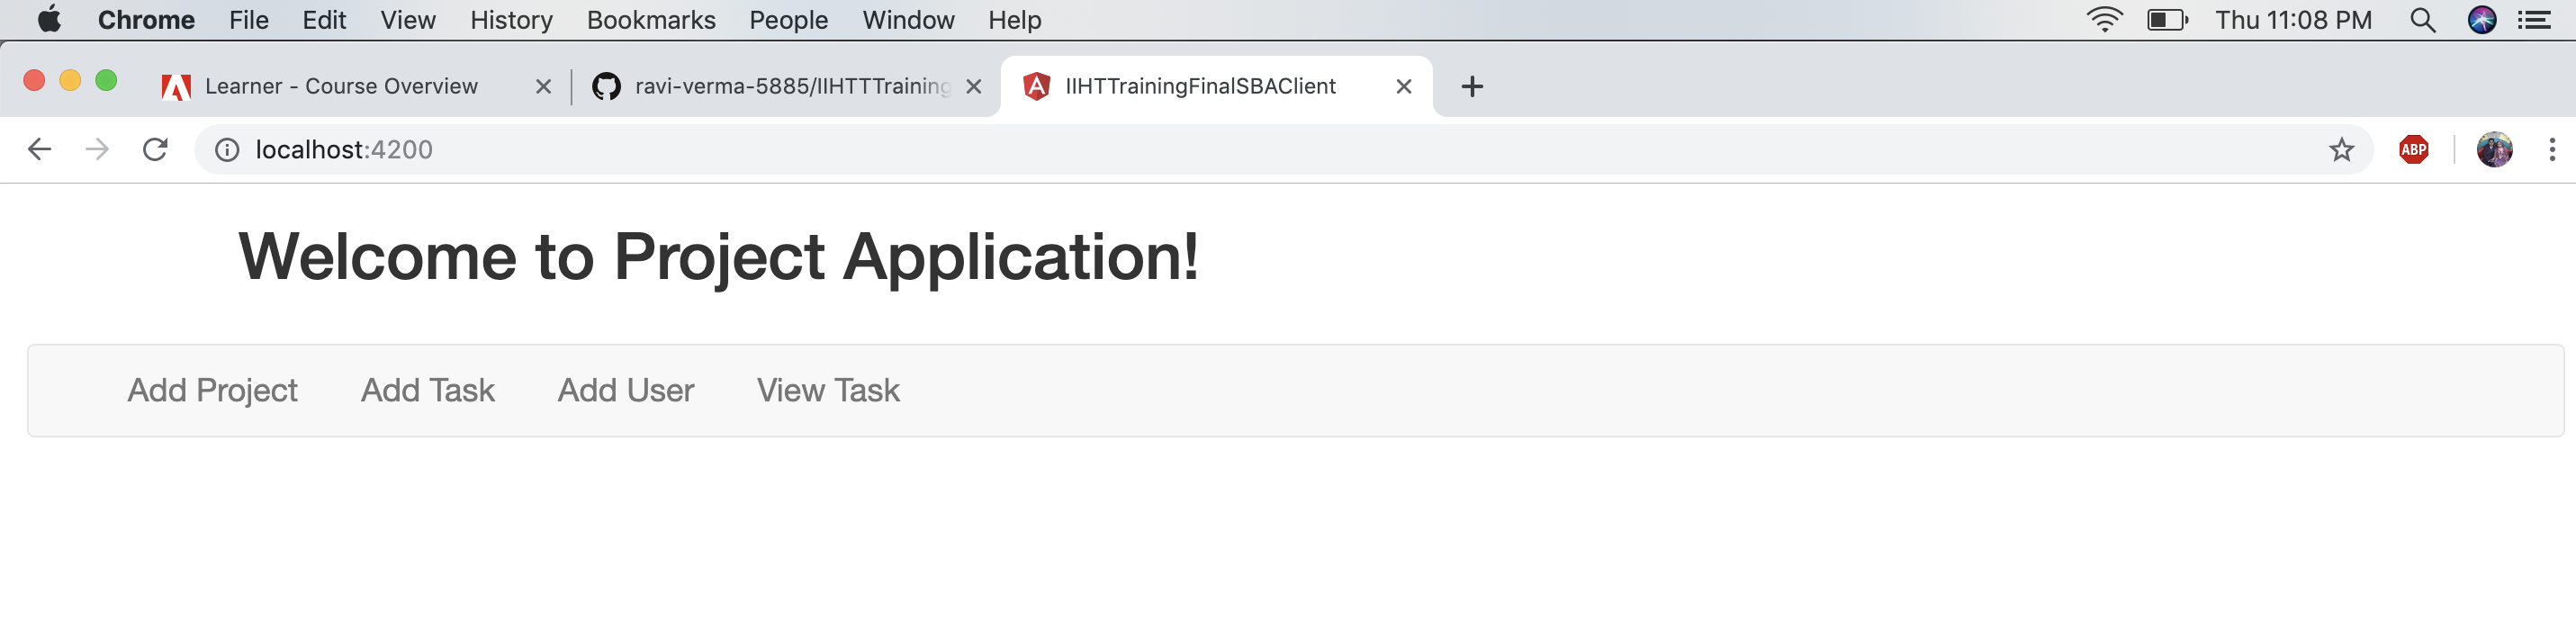 Chrome File Edit View History Bookmarks People Window Help Thu 11:08 PM
Learner - Course Overview ravi-verma-5885/IIHTTTraining IIHTTrainingFinalSBAClient
localhost:4200 ABP
Welcome to Project Application!
Add Project Add Task Add User View Task